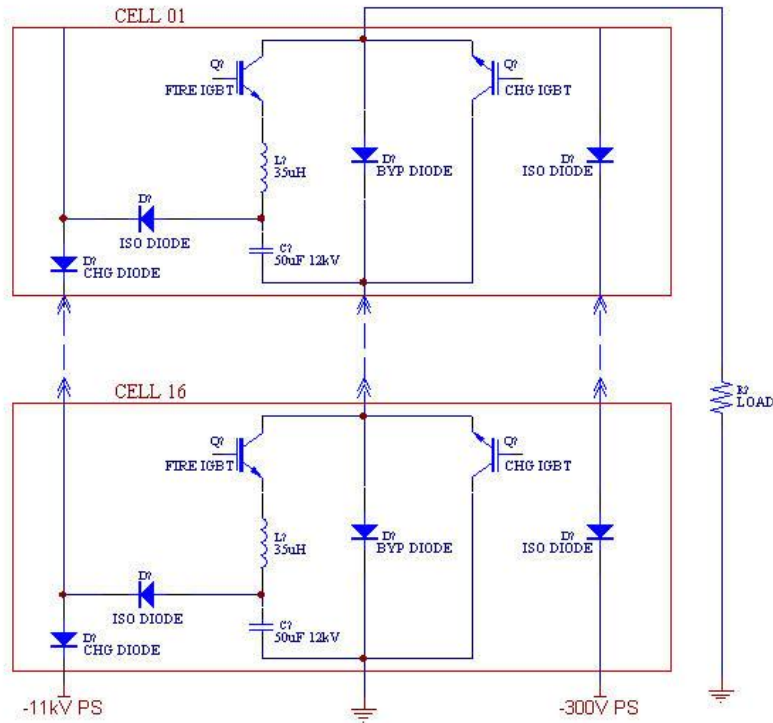 CELL 01
Q?
FIRE IGBT
Q?
CHG IGBT
L?
35uH
D?
BYP DIODE
D?
ISO DIODE
D?
ISO DIODE
C?
50uF 12kV
D?
CHG DIODE
CELL 16
R?
LOAD
Q?
FIRE IGBT
Q?
CHG IGBT
L?
35uH
D?
BYP DIODE
D?
ISO DIODE
D?
ISO DIODE
C?
50uF 12kV
D?
CHG DIODE
-11kV PS
-300V PS